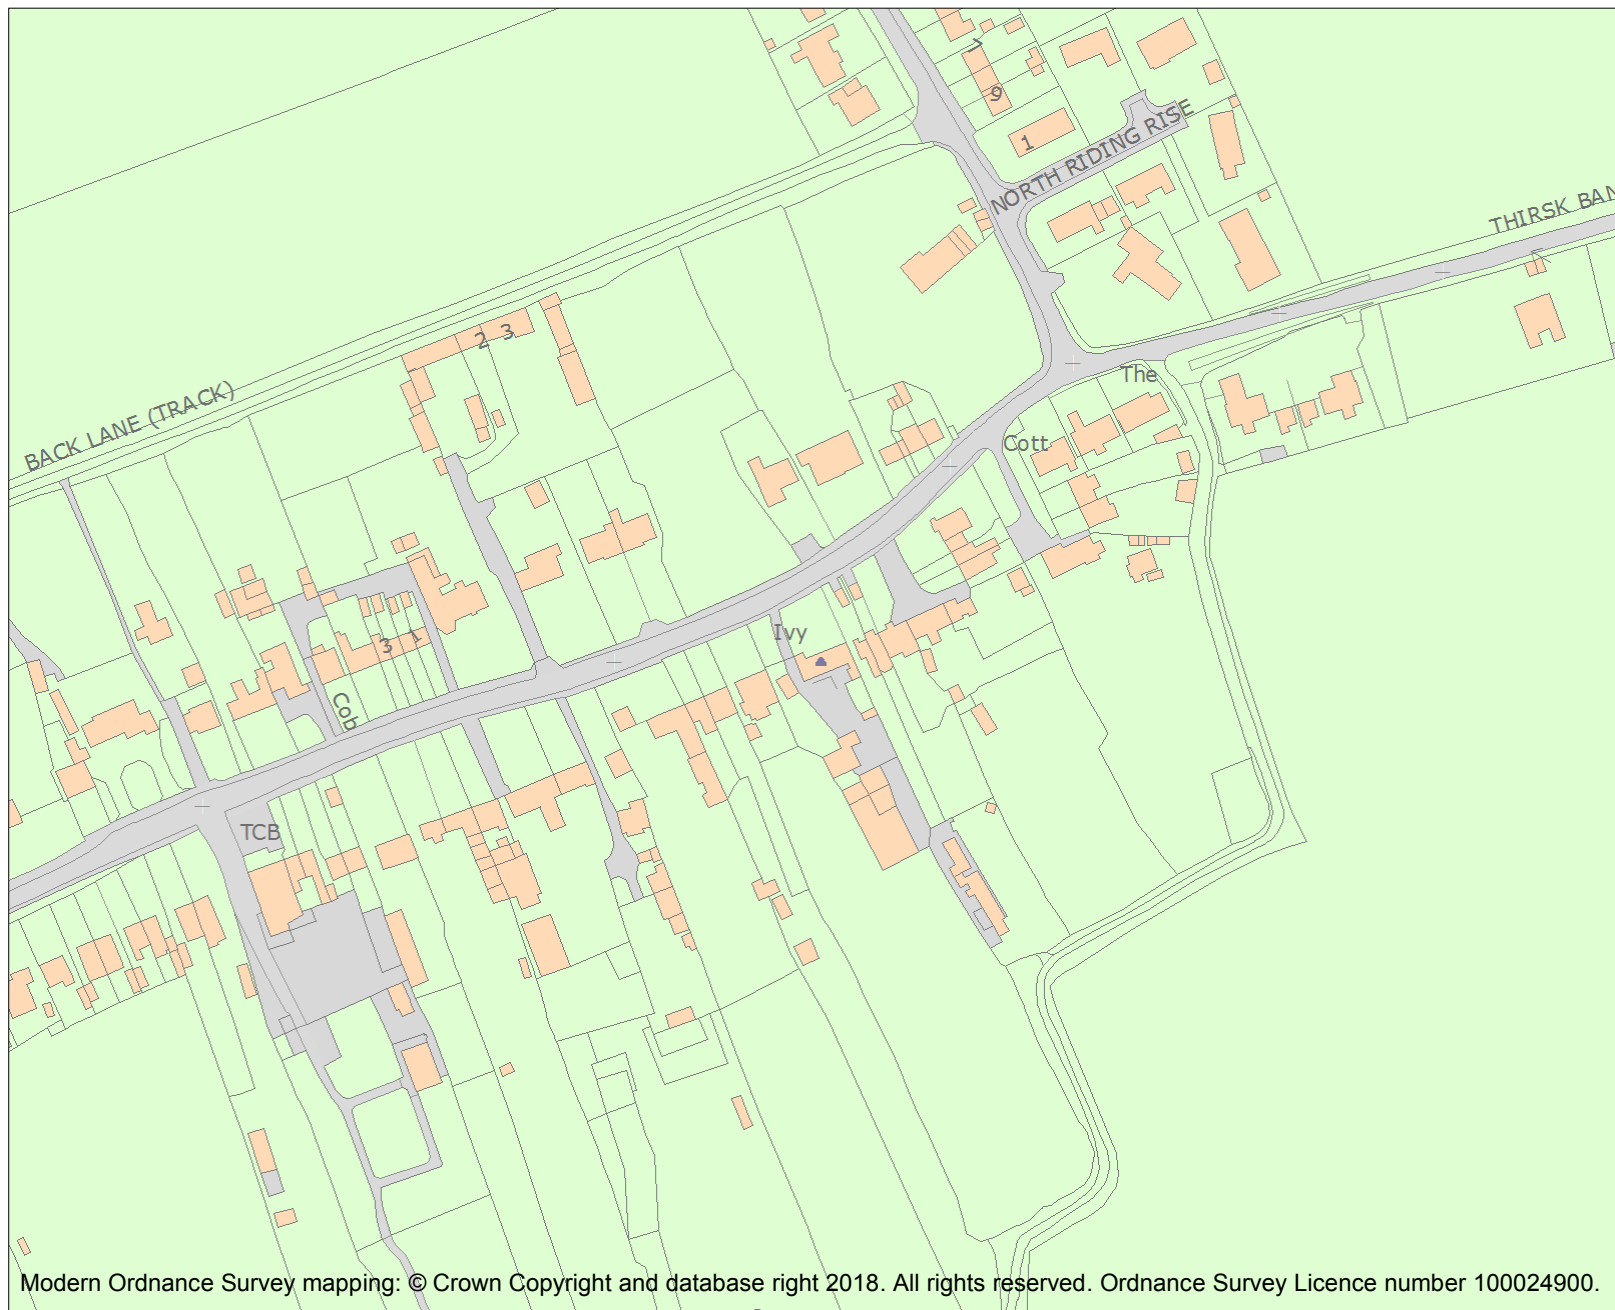 7
9
1
NORTH RIDING RISE
THIRSK BAN
2 3
The
BACK LANE (TRACK)
Cott
Ivy
3 1
Cob
TCB
Modern Ordnance Survey mapping: © Crown Copyright and database right 2018. All rights reserved. Ordnance Survey Licence number 100024900.